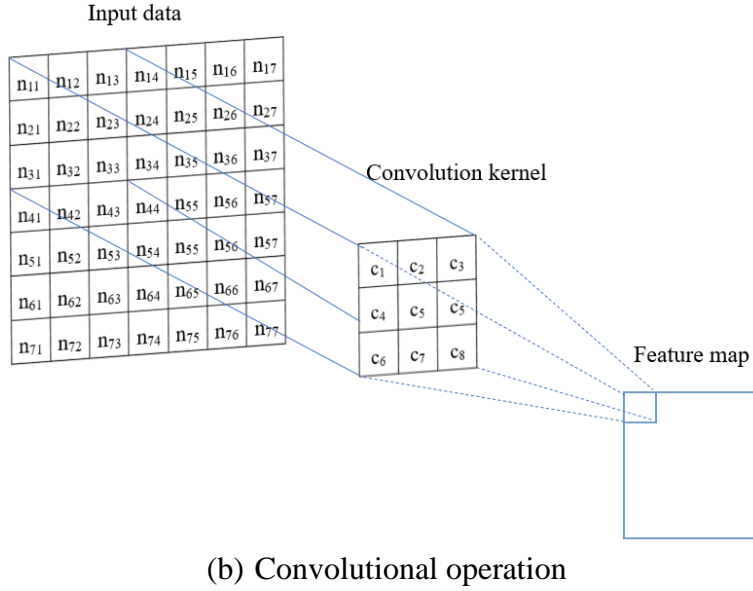 Input data
n₁₁ n₁₂ n₁₃ n₁₄ n₁₅ n₁₆ n₁₇
n₂₁ n₂₂ n₂₃ n₂₄ n₂₅ n₂₆ n₂₇
n₃₁ n₃₂ n₃₃ n₃₄ n₃₅ n₃₆ n₃₇
n₄₁ n₄₂ n₄₃ n₄₄ n₅₅ n₅₆ n₅₇
n₅₁ n₅₂ n₅₃ n₅₄ n₅₅ n₅₆ n₅₇
n₆₁ n₆₂ n₆₃ n₆₄ n₆₅ n₆₆ n₆₇
n₇₁ n₇₂ n₇₃ n₇₄ n₇₅ n₇₆ n₇₇
Convolution kernel
c₁ c₂ c₃
c₄ c₅ c₅
c₆ c₇ c₈
Feature map
(b) Convolutional operation